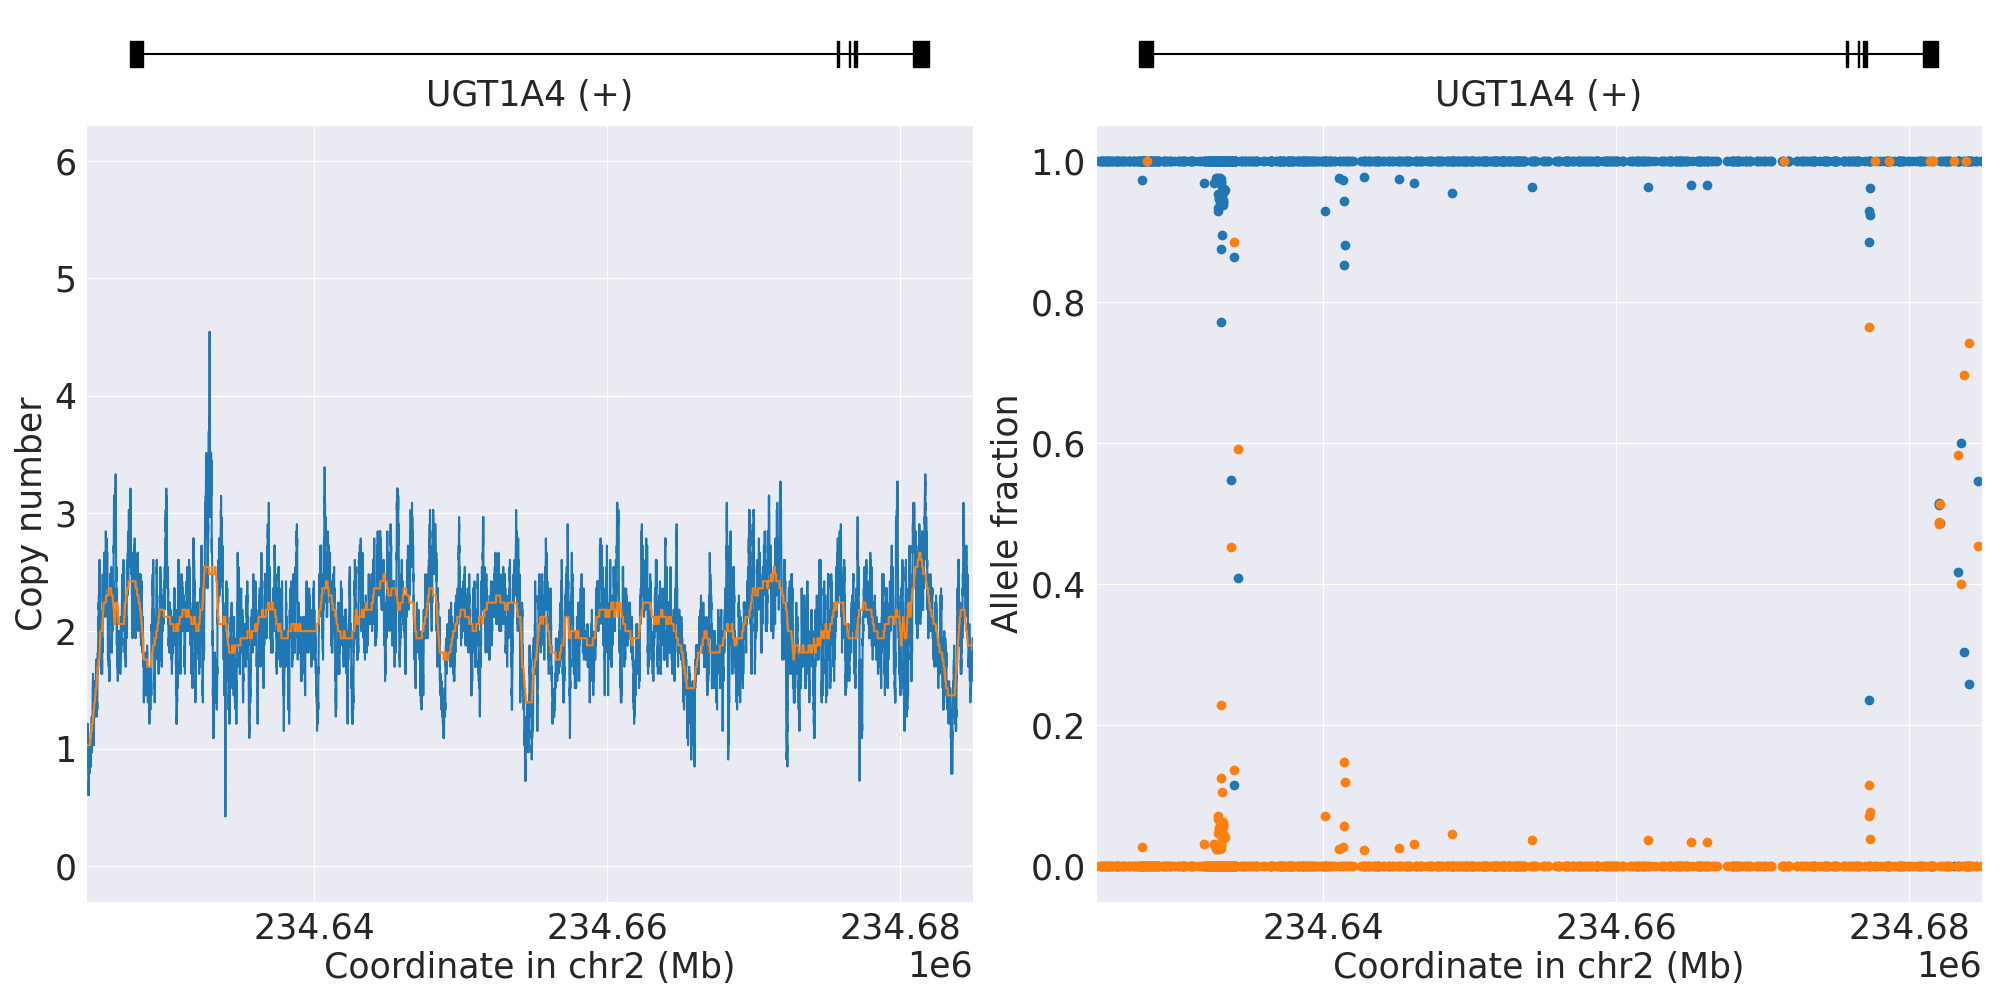 UGT1A4 (+)
6
5
4
3
2
1
0
Copy number
234.64
234.66
234.68
1e6
Coordinate in chr2 (Mb)
UGT1A4 (+)
1.0
0.8
0.6
0.4
0.2
0.0
Allele fraction
234.64
234.66
234.68
1e6
Coordinate in chr2 (Mb)